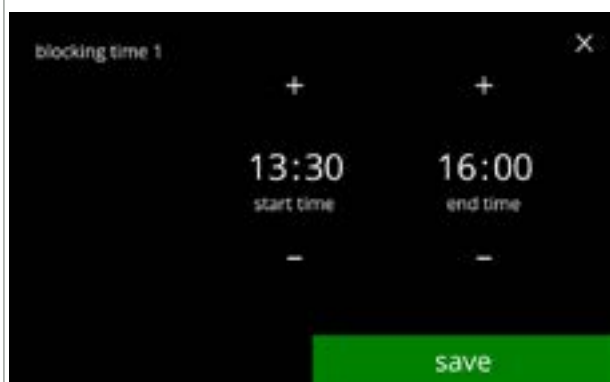 blocking time 1
×
+ +
13:30 16:00
start time end time
− −
save